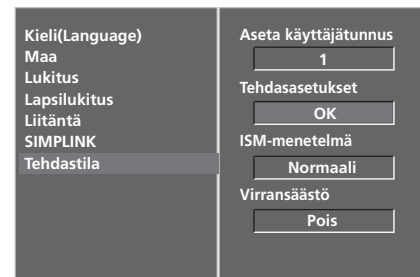 Kieli(Language)
Maa
Lukitus
Lapsilukitus
Liitäntä
SIMPLINK
Tehdastila
Aseta käyttäjätunnus
1
Tehdasasetukset
OK
ISM-menetelmä
Normaali
Virransäästö
Pois